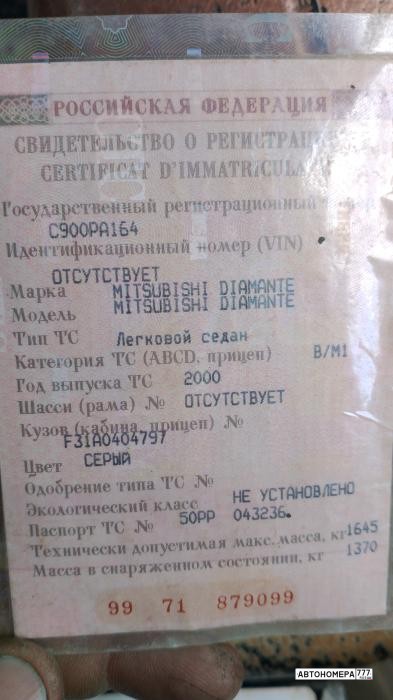 РОССИЙСКАЯ ФЕДЕРАЦИЯ
СВИДЕТЕЛЬСТВО О
CERTIFICAT
Государственный регистрационный
С900РА164
Идентификационный номер (VIN)
ОТСУТСТВУЕТ
Марка MITSUBISHI DIAMANTE
Модель MITSUBISHI DIAMANTE
Тип ТС Легковой седан
Категория ТС (ABCD, прицеп) B/M1
Год выпуска ТС 2000
Шасси (рама) № ОТСУТСТВУЕТ
Кузов (кабина, прицеп) №
F31A0404797
Цвет СЕРЫЙ
Одобрение типа ТС №
Экологический класс НЕ УСТАНОВЛЕНО
Паспорт ТС № 50РР 043236.
Технически допустимая макс. масса, кг 1645
Масса в снаряженном состоянии, кг 1370
99 71 879099
АВТОНОМЕРА777